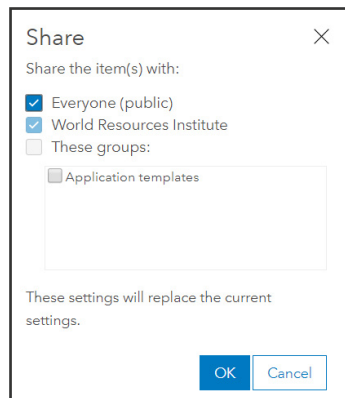 Share
Share the item(s) with:
Everyone (public)
World Resources Institute
These groups:
Application templates
These settings will replace the current
settings.
OK Cancel